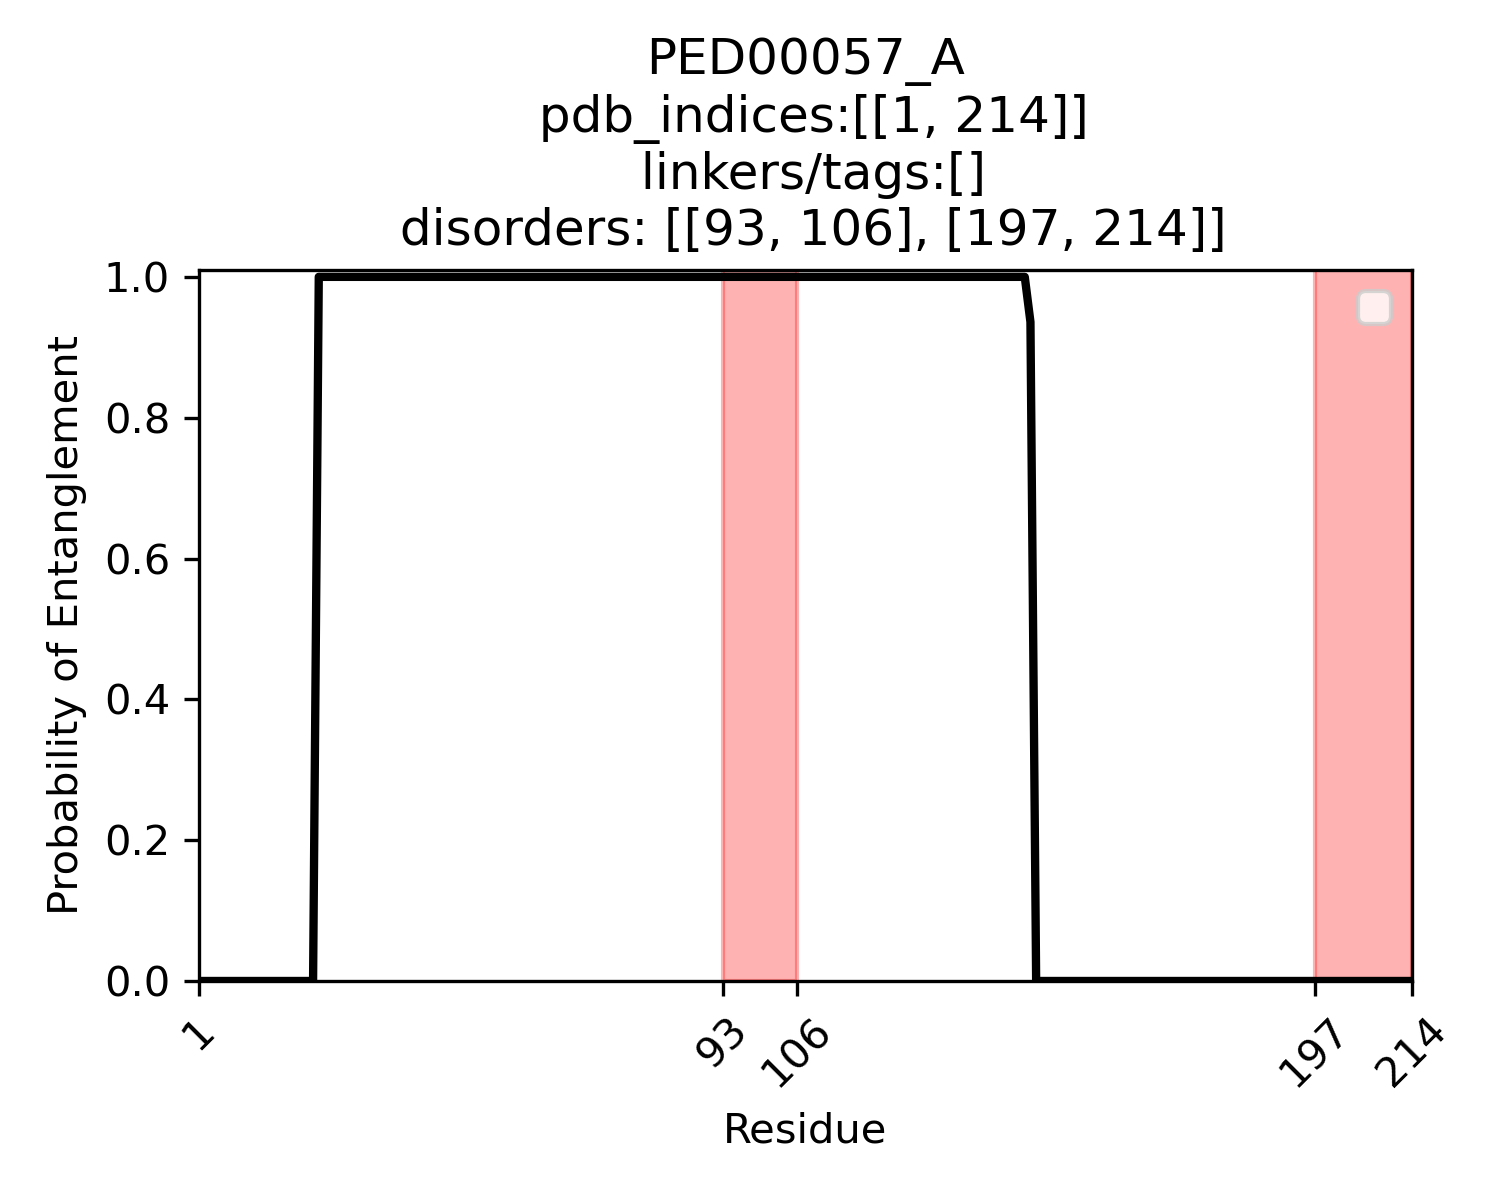 PED00057_A
pdb_indices:[[1, 214]]
linkers/tags:[]
disorders: [[93, 106], [197, 214]]
Probability of Entanglement
1.0
0.8
0.6
0.4
0.2
0.0
1
93
106
197
214
Residue